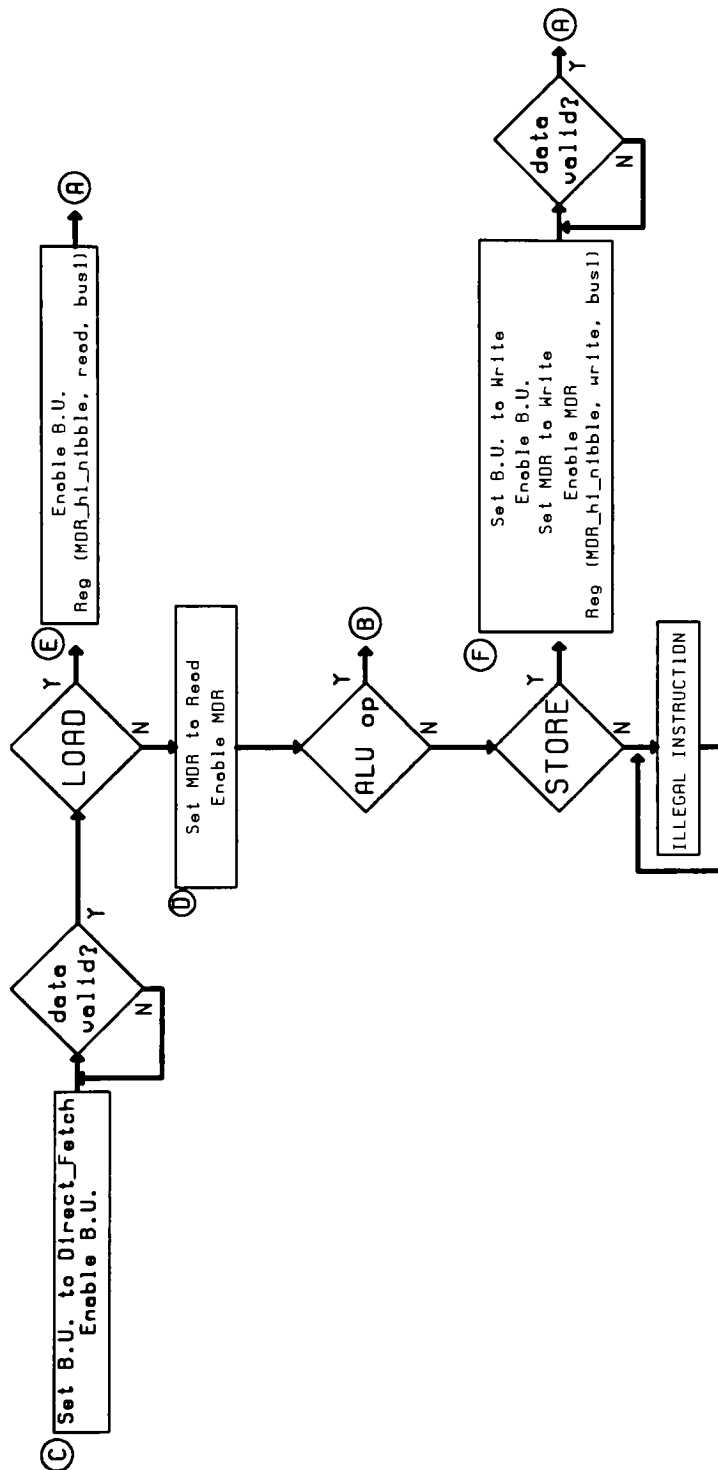 C
Set B.U. to Direct_Fetch
Enable B.U.
data
valid?
Y
N
LOAD
Y
N
E
Enable B.U.
Reg (MDR_hi_nibble, read, bus1)
A
D
Set MDR to Read
Enable MDR
ALU op
Y
N
B
STORE
Y
N
F
Set B.U. to Write
Enable B.U.
Set MDR to Write
Enable MDR
Reg (MDR_hi_nibble, write, bus1)
data
valid?
Y
N
A
ILLEGAL INSTRUCTION